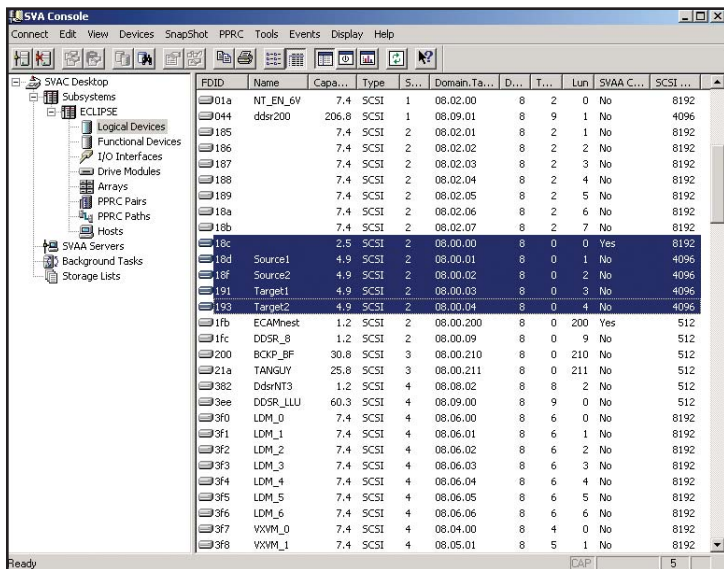 SVA Console
Connect Edit View Devices SnapShot PPRC Tools Events Display Help
SVAC Desktop
Subsystems
ECLIPSE
Logical Devices
Functional Devices
I/O Interfaces
Drive Modules
Arrays
PPRC Pairs
PPRC Paths
Hosts
SVAA Servers
Background Tasks
Storage Lists
FDID Name Capa... Type S... Domain.Ta... D... T... Lun SVAA C... SCSI ...
01a NT_EN_6V 7.4 SCSI 1 08.02.00 8 2 0 No 8192
044 ddsr200 206.8 SCSI 1 08.09.01 8 9 1 No 4096
185 7.4 SCSI 2 08.02.01 8 2 1 No 8192
186 7.4 SCSI 2 08.02.02 8 2 2 No 8192
187 7.4 SCSI 2 08.02.03 8 2 3 No 8192
188 7.4 SCSI 2 08.02.04 8 2 4 No 8192
189 7.4 SCSI 2 08.02.05 8 2 5 No 8192
18a 7.4 SCSI 2 08.02.06 8 2 6 No 8192
18b 7.4 SCSI 2 08.02.07 8 2 7 No 8192
18c 2.5 SCSI 2 08.00.00 8 0 0 Yes 8192
18d Source1 4.9 SCSI 2 08.00.01 8 0 1 No 4096
18f Source2 4.9 SCSI 2 08.00.02 8 0 2 No 4096
191 Target1 4.9 SCSI 2 08.00.03 8 0 3 No 4096
193 Target2 4.9 SCSI 2 08.00.04 8 0 4 No 4096
1fb ECAMnest 1.2 SCSI 2 08.00.200 8 0 200 Yes 512
1fc DDSR_8 1.2 SCSI 2 08.00.09 8 0 9 No 512
200 BCKP_BF 30.8 SCSI 3 08.00.210 8 0 210 No 512
21a TANGUY 25.8 SCSI 3 08.00.211 8 0 211 No 512
382 DdsrNT3 1.2 SCSI 4 08.08.02 8 8 2 No 512
3ee DDSR_LLU 60.3 SCSI 4 08.09.00 8 9 0 No 512
3f0 LDM_0 7.4 SCSI 4 08.06.00 8 6 0 No 8192
3f1 LDM_1 7.4 SCSI 4 08.06.01 8 6 1 No 8192
3f2 LDM_2 7.4 SCSI 4 08.06.02 8 6 2 No 8192
3f3 LDM_3 7.4 SCSI 4 08.06.03 8 6 3 No 8192
3f4 LDM_4 7.4 SCSI 4 08.06.04 8 6 4 No 8192
3f5 LDM_5 7.4 SCSI 4 08.06.05 8 6 5 No 8192
3f6 LDM_6 7.4 SCSI 4 08.06.06 8 6 6 No 8192
3f7 VXVM_0 7.4 SCSI 4 08.04.00 8 4 0 No 8192
3f8 VXVM_1 7.4 SCSI 4 08.05.01 8 5 1 No 8192
Ready CAP 5